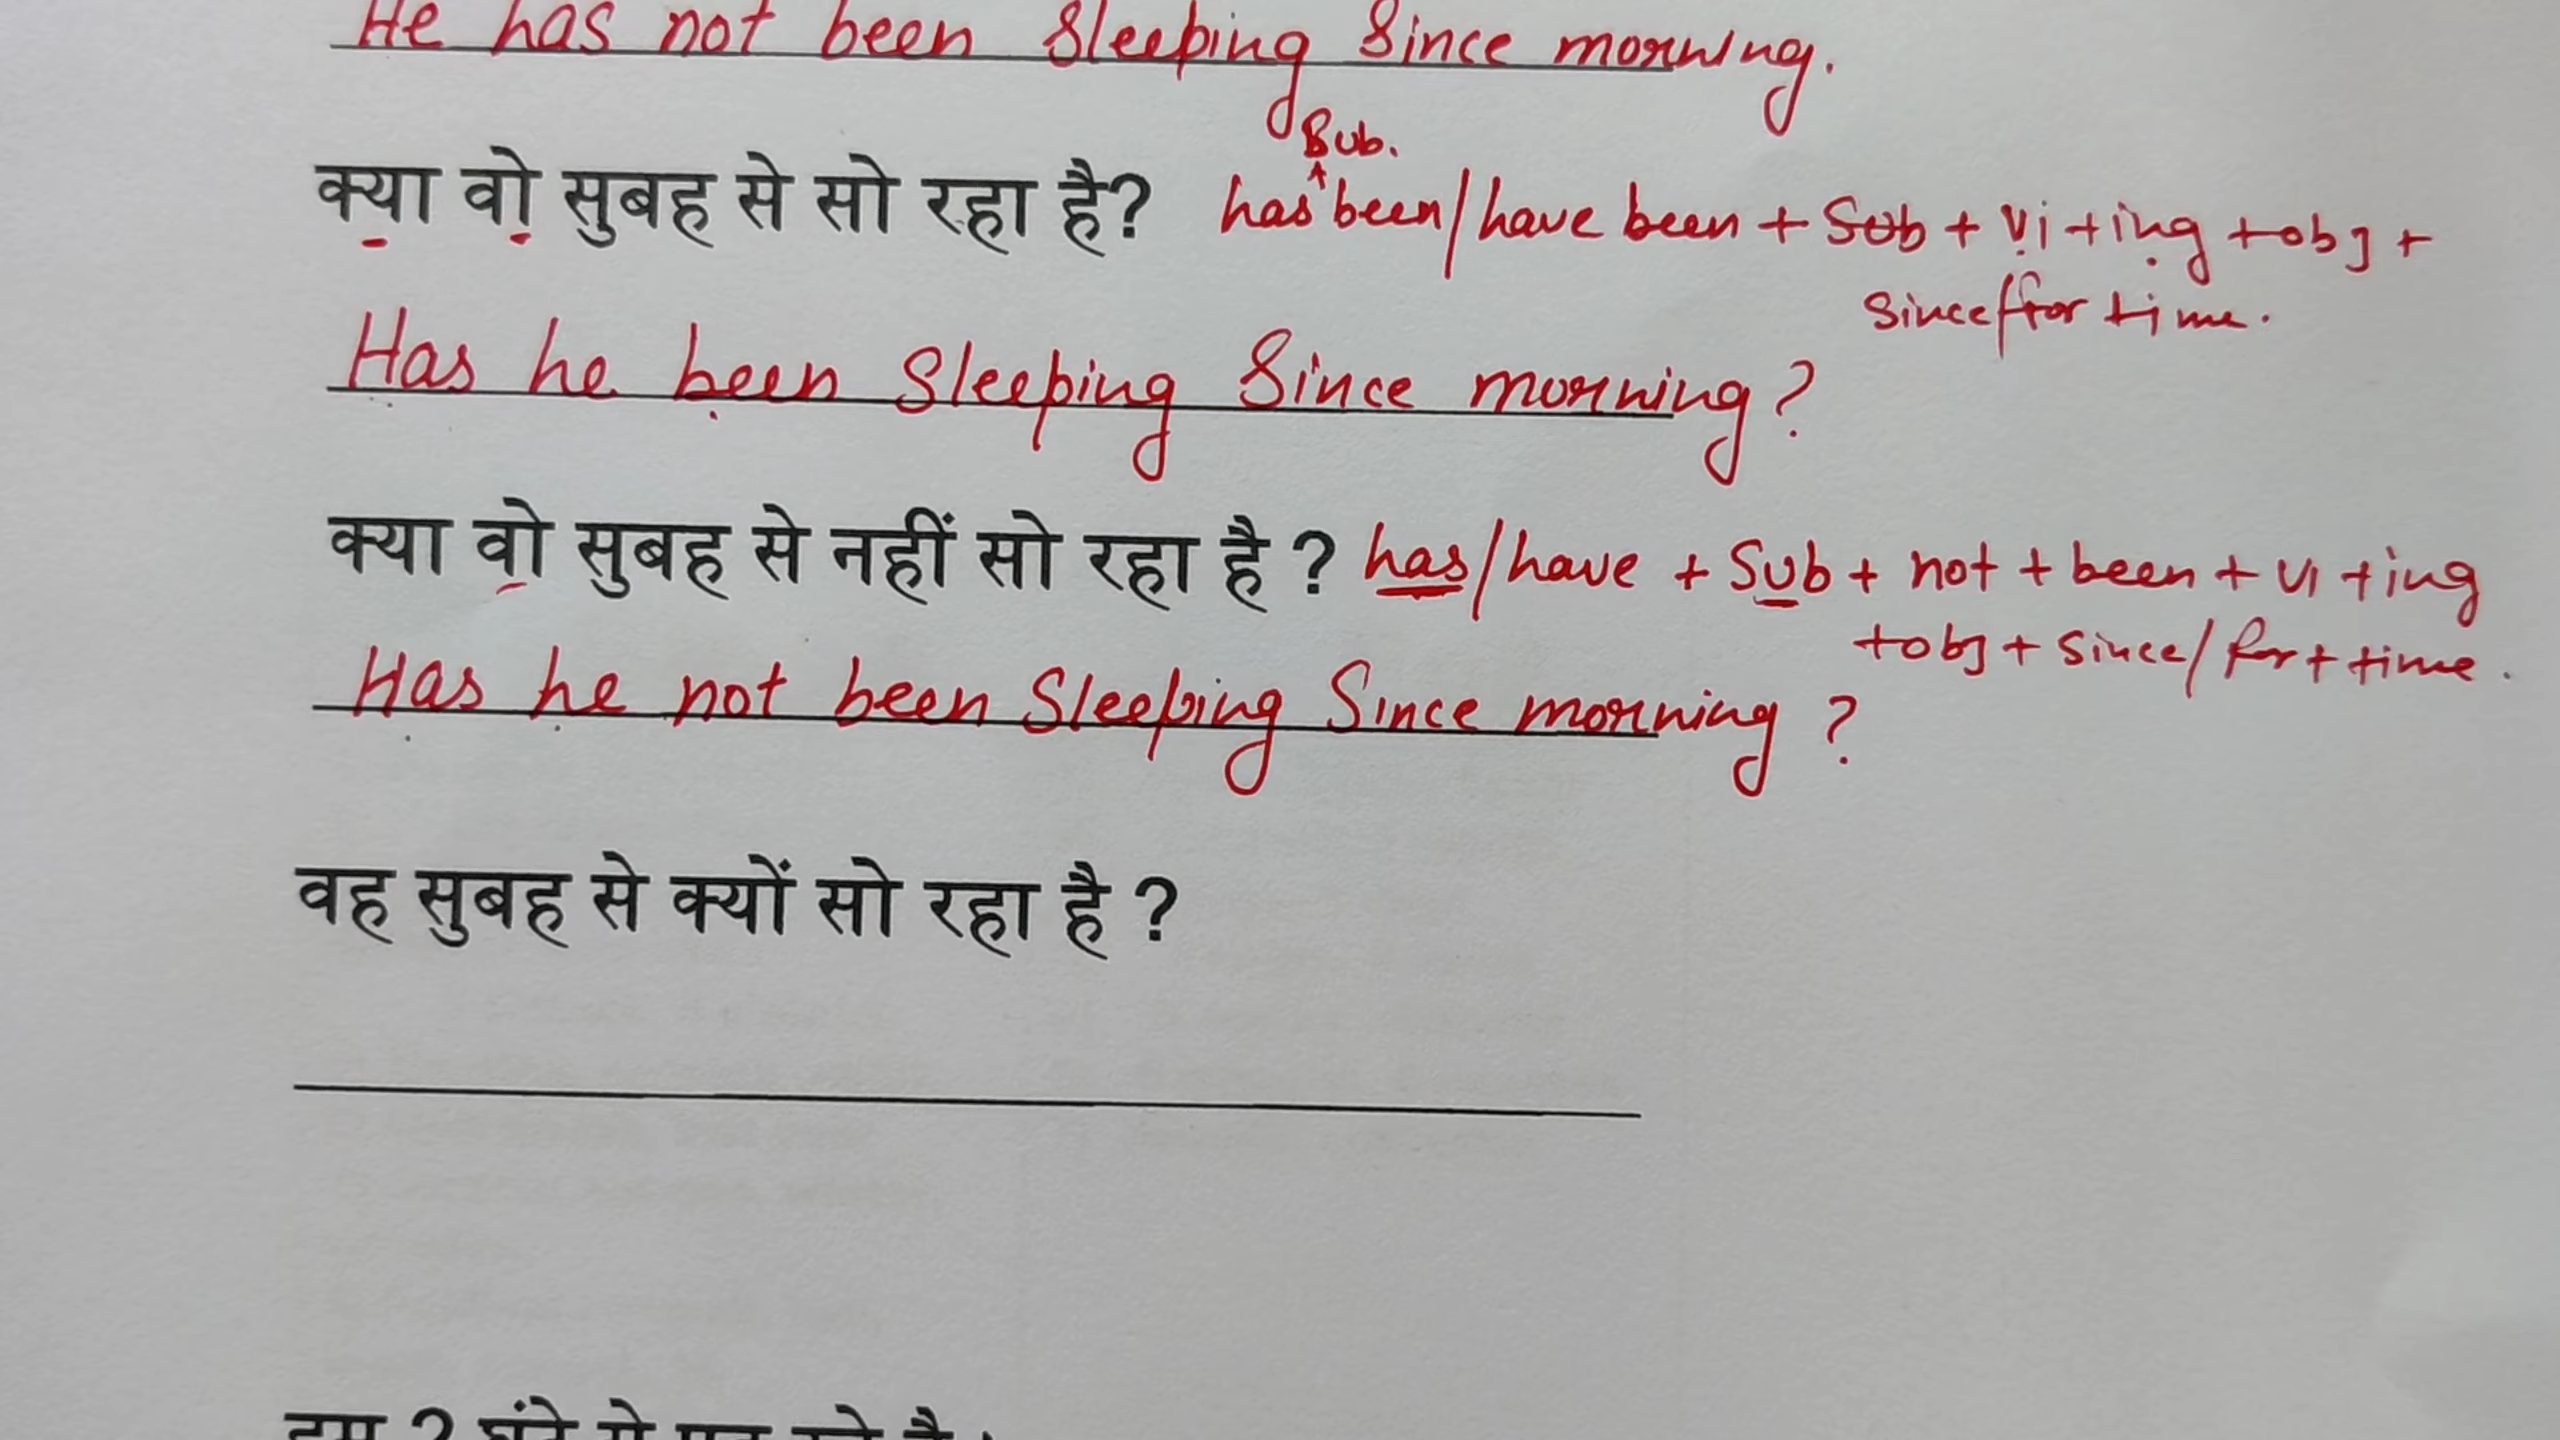 He has not been sleeping since morning.
Sub.
क्या वो सुबह से सो रहा है? has ^ been/have been + Sub + V1 + ing + obj +
since/for time.
Has he been sleeping since morning?
क्या वो सुबह से नहीं सो रहा है ? has/have + Sub + not + been + v1 + ing
+ obj + since/for + time.
Has he not been sleeping since morning ?
वह सुबह से क्यों सो रहा है ?